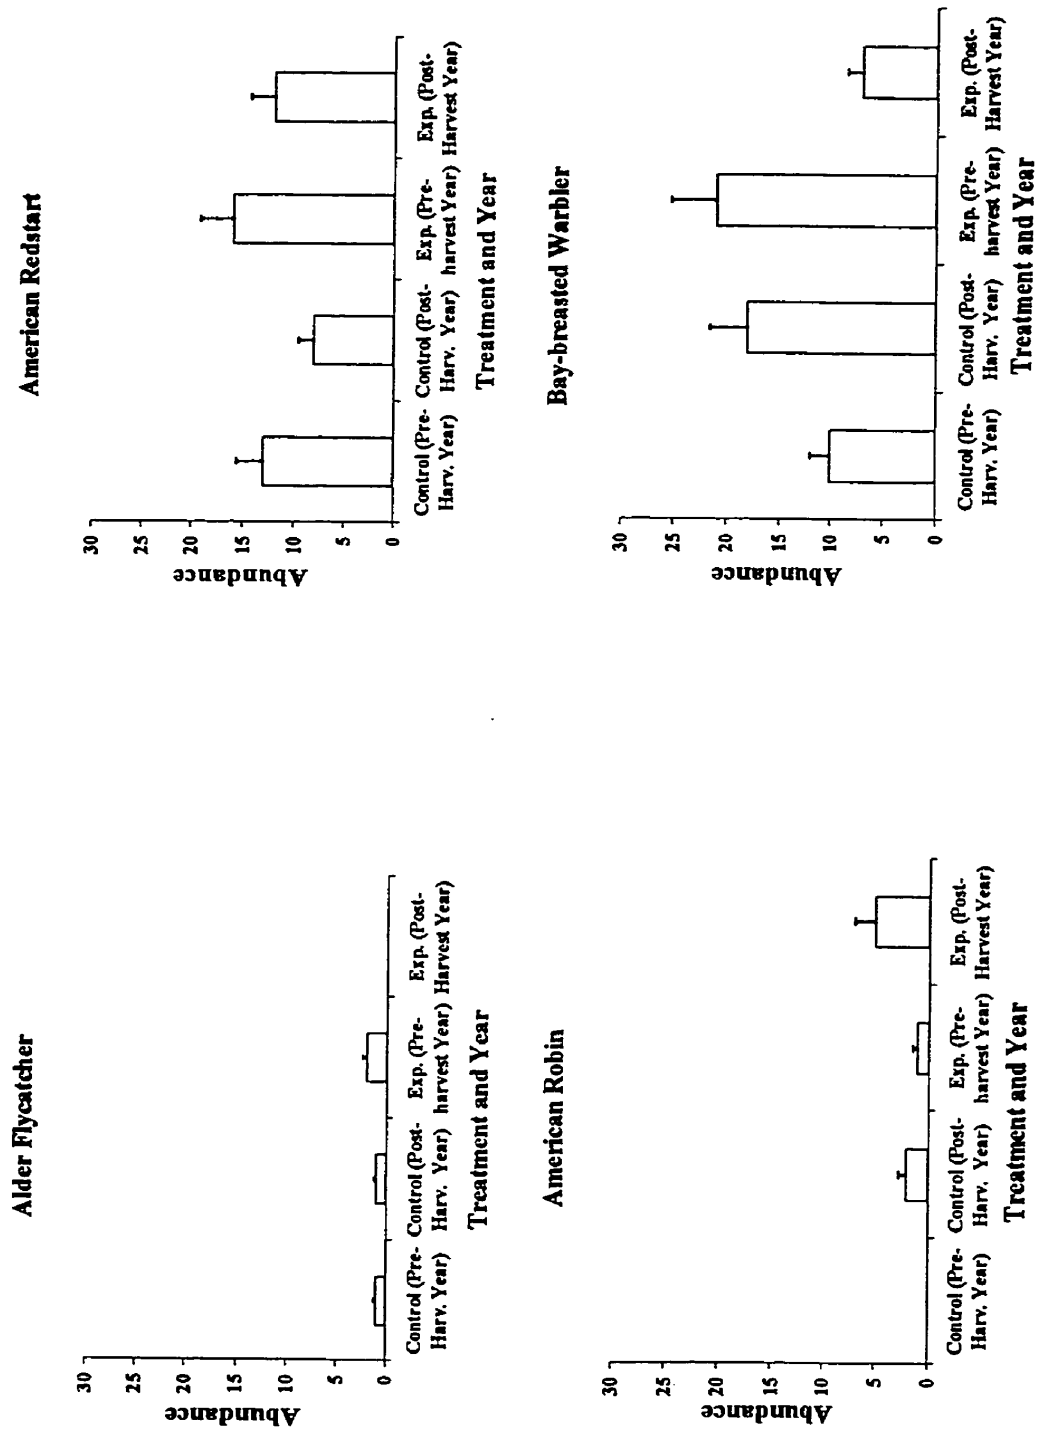 Alder Flycatcher
30
25
20
15
10
5
0
Abundance
Control (Pre- Control (Post- Exp. (Pre- Exp. (Post-
Harv. Year) Harv. Year) harvest Year) Harvest Year)
Treatment and Year
American Redstart
30
25
20
15
10
5
0
Abundance
Control (Pre- Control (Post- Exp. (Pre- Exp. (Post-
Harv. Year) Harv. Year) harvest Year) Harvest Year)
Treatment and Year
American Robin
30
25
20
15
10
5
0
Abundance
Control (Pre- Control (Post- Exp. (Pre- Exp. (Post-
Harv. Year) Harv. Year) harvest Year) Harvest Year)
Treatment and Year
Bay-breasted Warbler
30
25
20
15
10
5
0
Abundance
Control (Pre- Control (Post- Exp. (Pre- Exp. (Post-
Harv. Year) Harv. Year) harvest Year) Harvest Year)
Treatment and Year